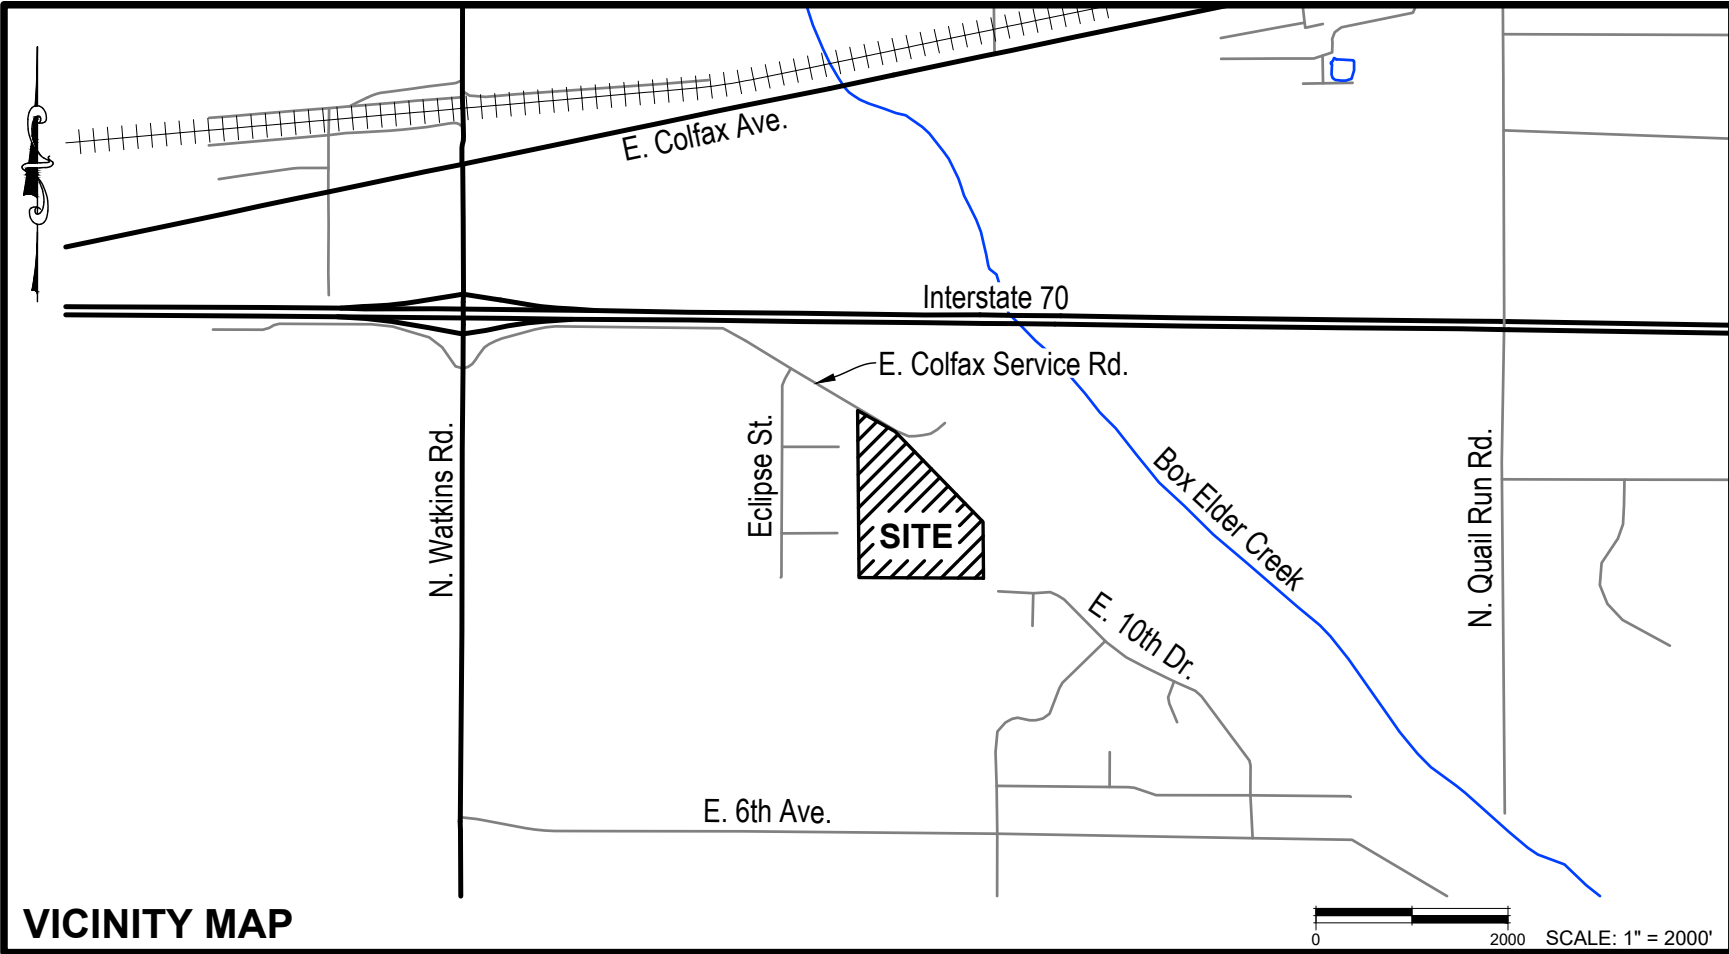 E. Colfax Ave.
Interstate 70
E. Colfax Service Rd.
N. Watkins Rd.
Eclipse St.
SITE
Box Elder Creek
N. Quail Run Rd.
E. 10th Dr.
E. 6th Ave.
VICINITY MAP
0 2000 SCALE: 1" = 2000'